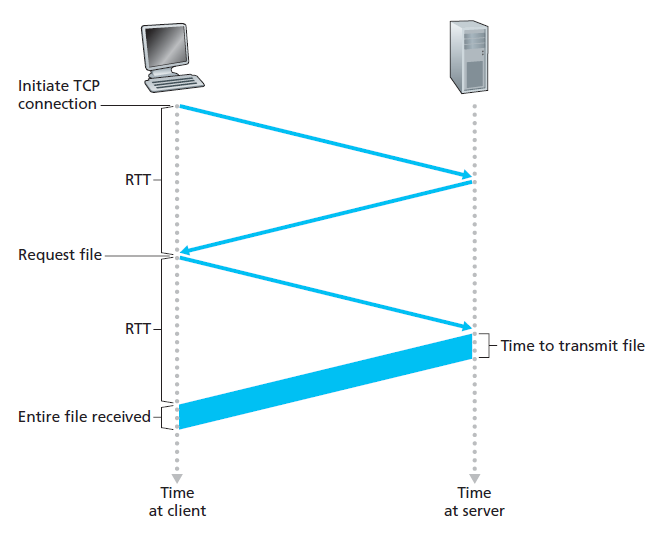 Initiate TCP
connection
RTT
Request file
RTT
Time to transmit file
Entire file received
Time
at client
Time
at server